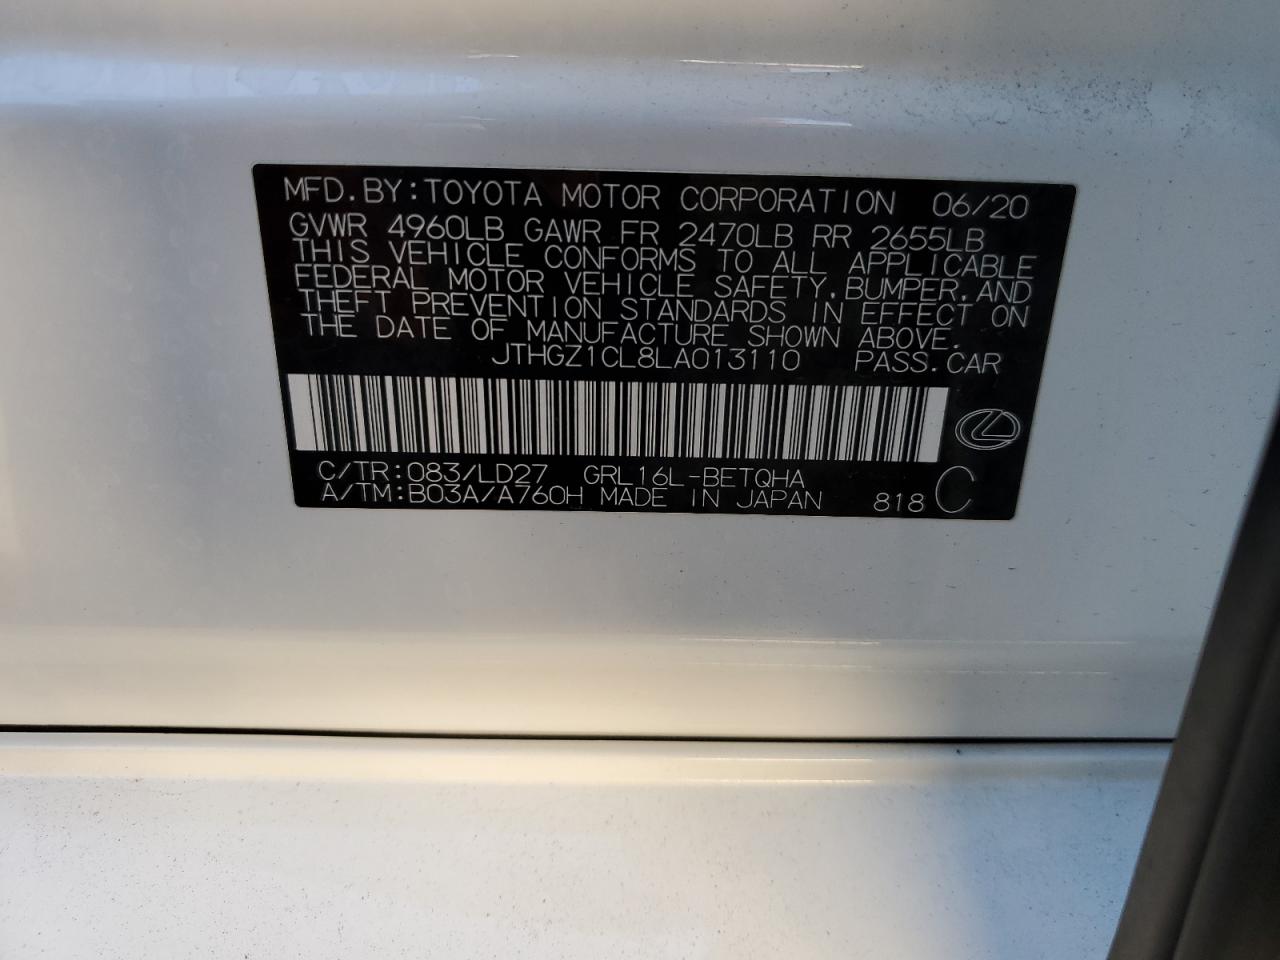 MFD.BY:TOYOTA MOTOR CORPORATION 06/20
GVWR 4960LB GAWR FR 2470LB RR 2655LB
THIS VEHICLE CONFORMS TO ALL APPLICABLE
FEDERAL MOTOR VEHICLE SAFETY,BUMPER,AND
THEFT PREVENTION STANDARDS IN EFFECT ON
THE DATE OF MANUFACTURE SHOWN ABOVE.
JTHGZ1CL8LA013110 PASS.CAR
C/TR:083/LD27 GRL16L-BETQHA
A/TM:B03A/A760H MADE IN JAPAN 818 C